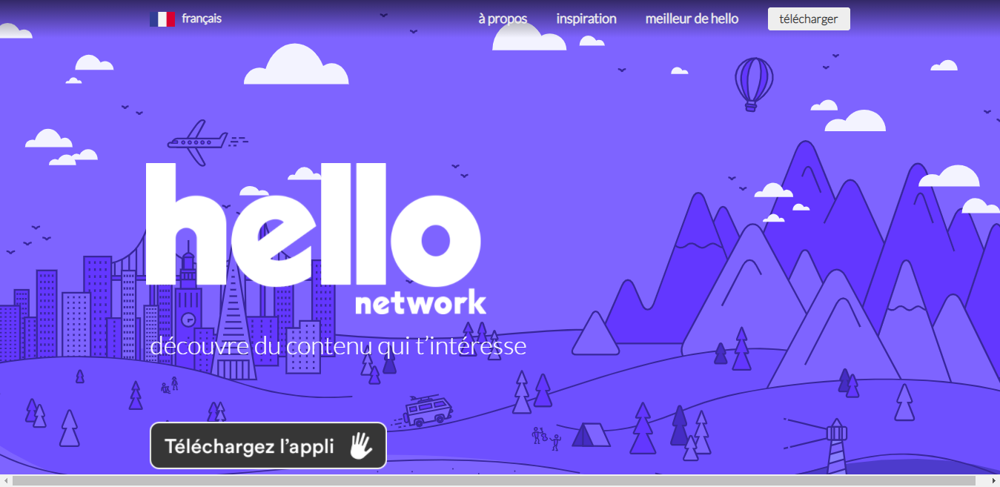 français
à propos
inspiration
meilleur de hello
télécharger
hello
network
découvre du contenu qui t’intéresse
Téléchargez l’appli